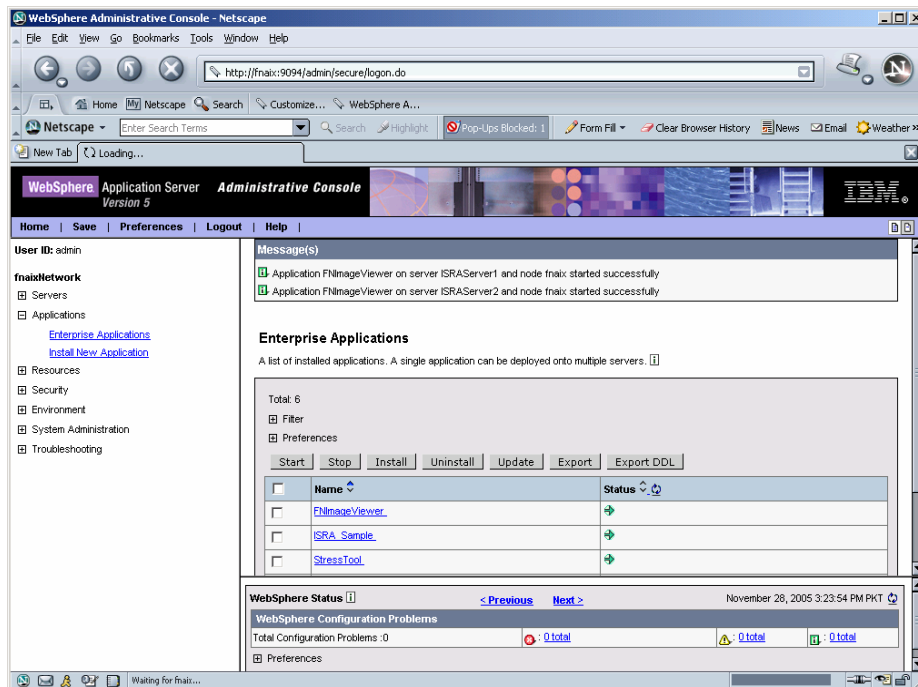 WebSphere Administrative Console - Netscape
File Edit View Go Bookmarks Tools Window Help
http://fnaix:9094/admin/secure/logon.do
Home My Netscape Search Customize... WebSphere A...
Netscape Enter Search Terms Search Highlight Pop-Ups Blocked: 1 Form Fill Clear Browser History News Email Weather
New Tab Loading...
WebSphere Application Server Administrative Console
Version 5
IBM
Home | Save | Preferences | Logout | Help |
User ID: admin
fnaixNetwork
Servers
Applications
Enterprise Applications
Install New Application
Resources
Security
Environment
System Administration
Troubleshooting
Message(s)
Application FNImageViewer on server ISRAServer1 and node fnaix started successfully
Application FNImageViewer on server ISRAServer2 and node fnaix started successfully
Enterprise Applications
A list of installed applications. A single application can be deployed onto multiple servers.
Total: 6
Filter
Preferences
Start Stop Install Uninstall Update Export Export DDL
Name Status
FNImageViewer
ISRA_Sample
StressTool
WebSphere Status < Previous Next > November 28, 2005 3:23:54 PM PKT
WebSphere Configuration Problems
Total Configuration Problems :0 : 0 total : 0 total : 0 total
Preferences
Waiting for fnaix...